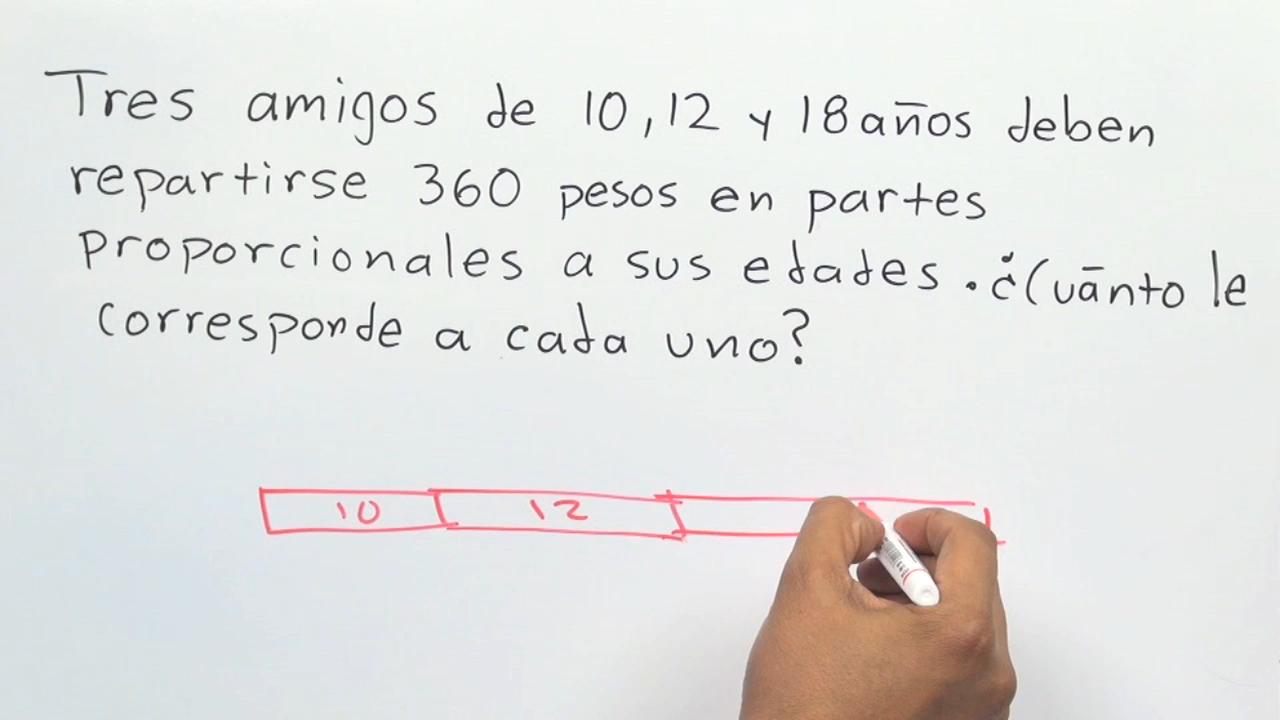 Tres amigos de 10, 12 y 18 años deben
repartirse 360 pesos en partes
proporcionales a sus edades. ¿Cuánto le
corresponde a cada uno?
10 12